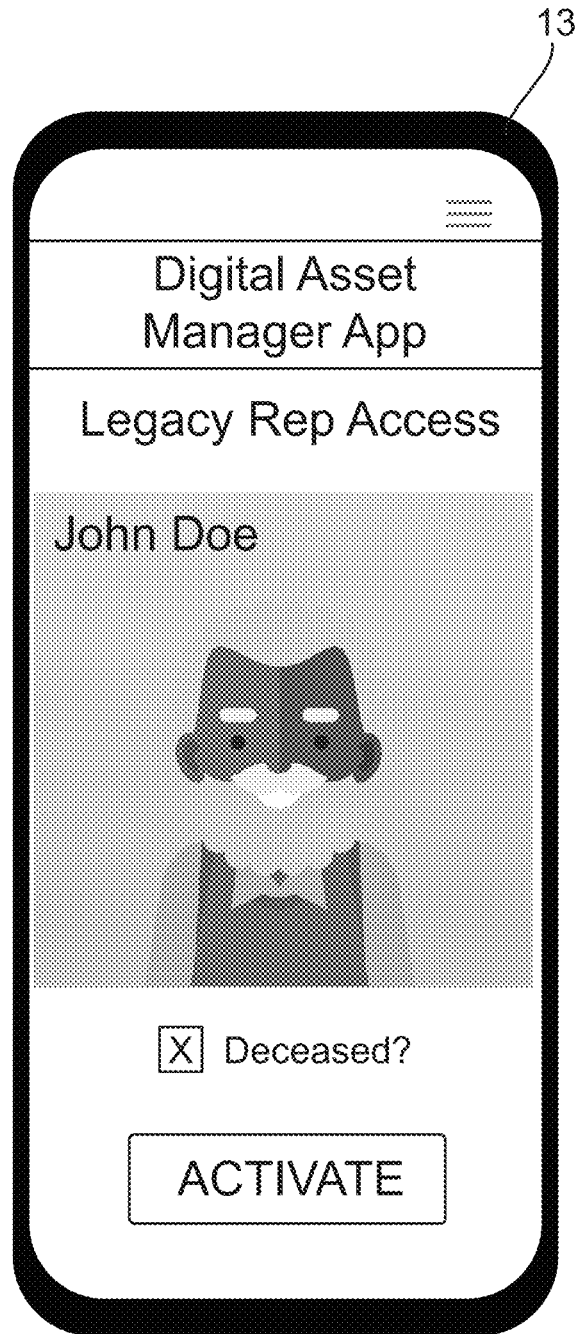 13
Digital Asset
Manager App
Legacy Rep Access
John Doe
X Deceased?
ACTIVATE